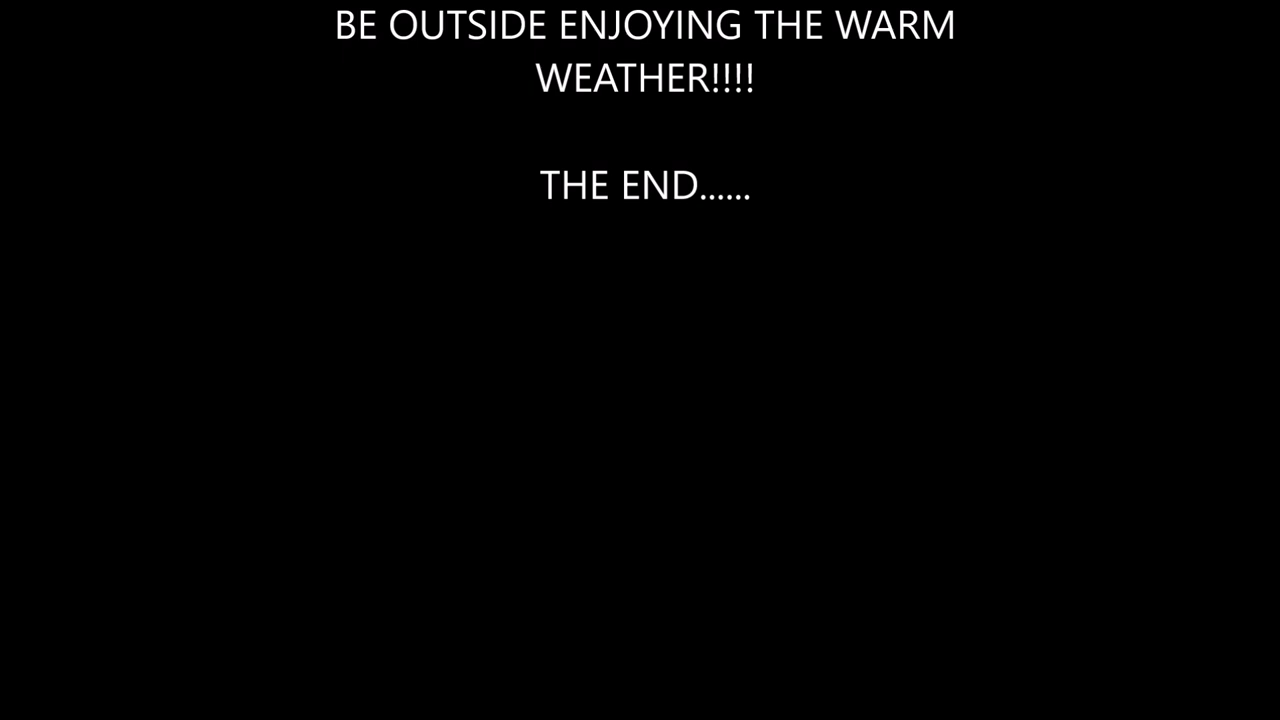 BE OUTSIDE ENJOYING THE WARM
WEATHER!!!!
THE END......